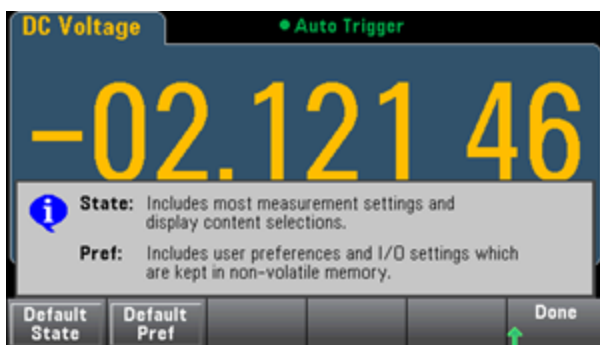 DC Voltage
Auto Trigger
-02.121 46
State: Includes most measurement settings and
display content selections.
Pref: Includes user preferences and I/O settings which
are kept in non-volatile memory.
Default State
Default Pref
Done